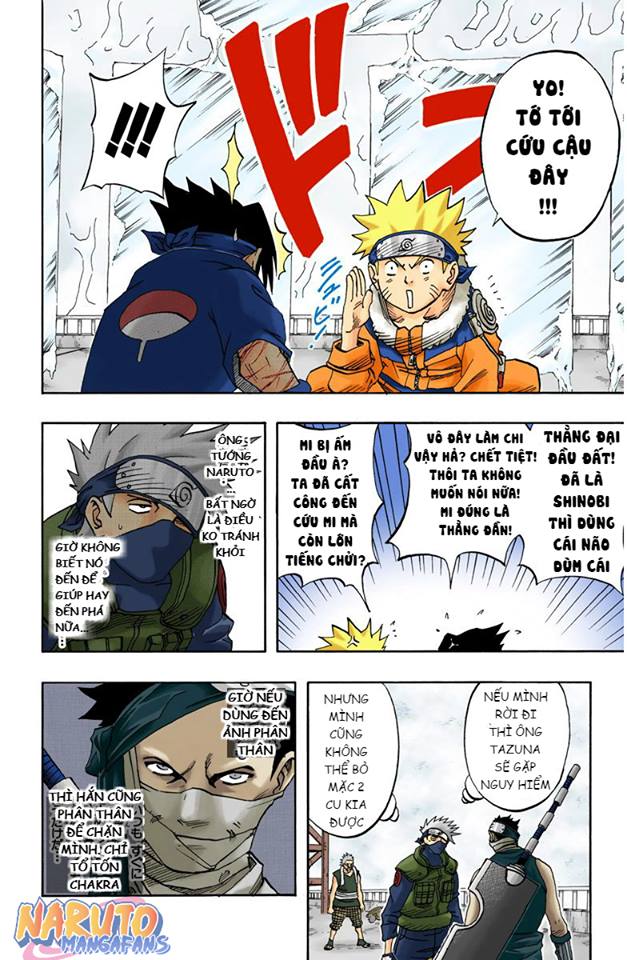 YO!
TỚ TỚI
CỨU CẬU
ĐÂY
!!!
!!!
ド
ン
ニュ
ビ
THẰNG ĐẠI
ĐẦU ĐẤT!
ĐÃ LÀ
SHINOBI
THÌ DÙNG
CÁI NÃO
DÙM CÁI
VÔ ĐÂY LÀM CHI
VẬY HẢ? CHẾT TIỆT!
THÔI TA KHÔNG
MUỐN NÓI NỮA!
MI ĐÚNG LÀ
THẰNG ĐẦN!
MI BỊ ẤM
ĐẦU À?
TA ĐÃ CẤT
CÔNG ĐẾN
CỨU MI MÀ
CÒN LỚN
TIẾNG CHỬI?
ÔNG
TƯỚNG
NARUTO
...
BẤT NGỜ
LÀ ĐIỀU
KO TRÁNH
KHỎI
GIỜ KHÔNG
BIẾT NÓ
ĐẾN ĐỂ
GIÚP HAY
ĐẾN PHÁ
NỮA...
NẾU MÌNH
RỜI ĐI
THÌ ÔNG
TAZUNA
SẼ GẶP
NGUY HIỂM
NHƯNG
MÌNH
CŨNG
KHÔNG
THỂ BỎ
MẶC 2
CU KIA
ĐƯỢC
GIỜ NẾU
DÙNG ĐẾN
ẢNH PHÂN
THÂN
THÌ HẮN CŨNG
PHÂN THÂN
ĐỂ CHẶN
MÌNH, CHỈ
TỔ TỐN
CHAKRA
NARUTO
MANGAFANS